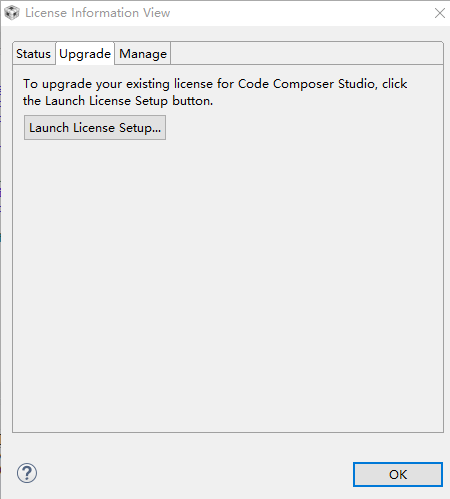 License Information View
Status Upgrade Manage
To upgrade your existing license for Code Composer Studio, click
the Launch License Setup button.
Launch License Setup...
?
OK